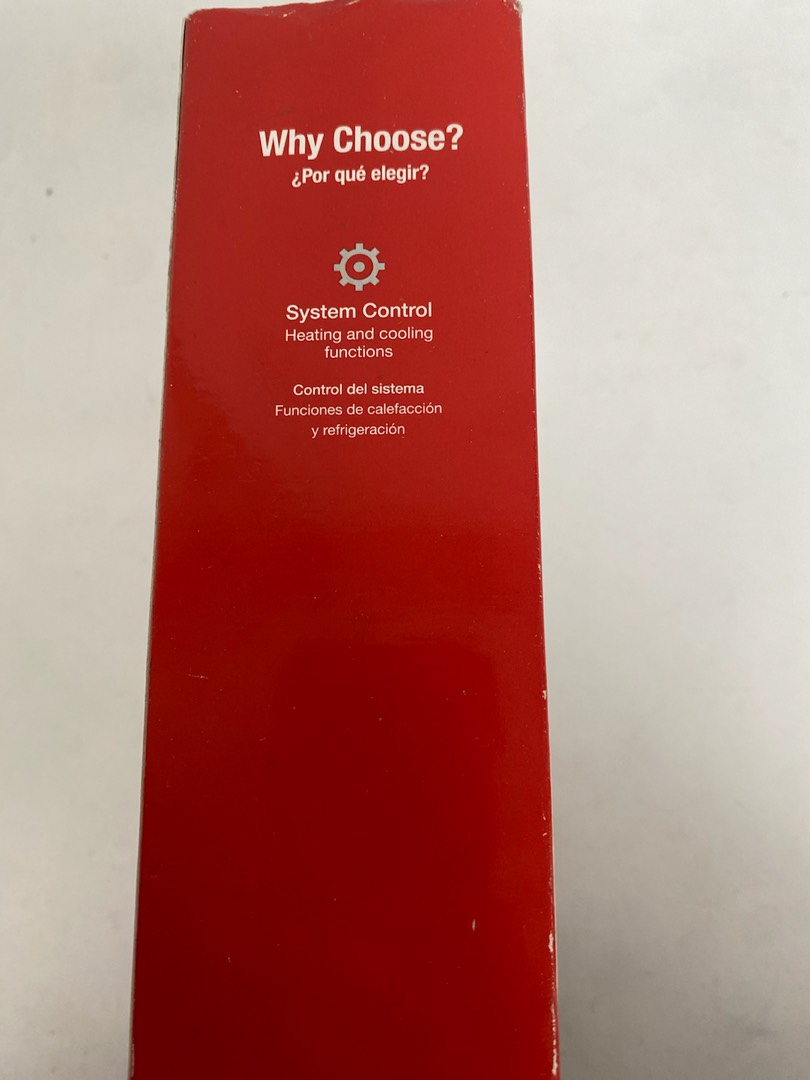 Why Choose?
¿Por qué elegir?
System Control
Heating and cooling
functions
Control del sistema
Funciones de calefacción
y refrigeración